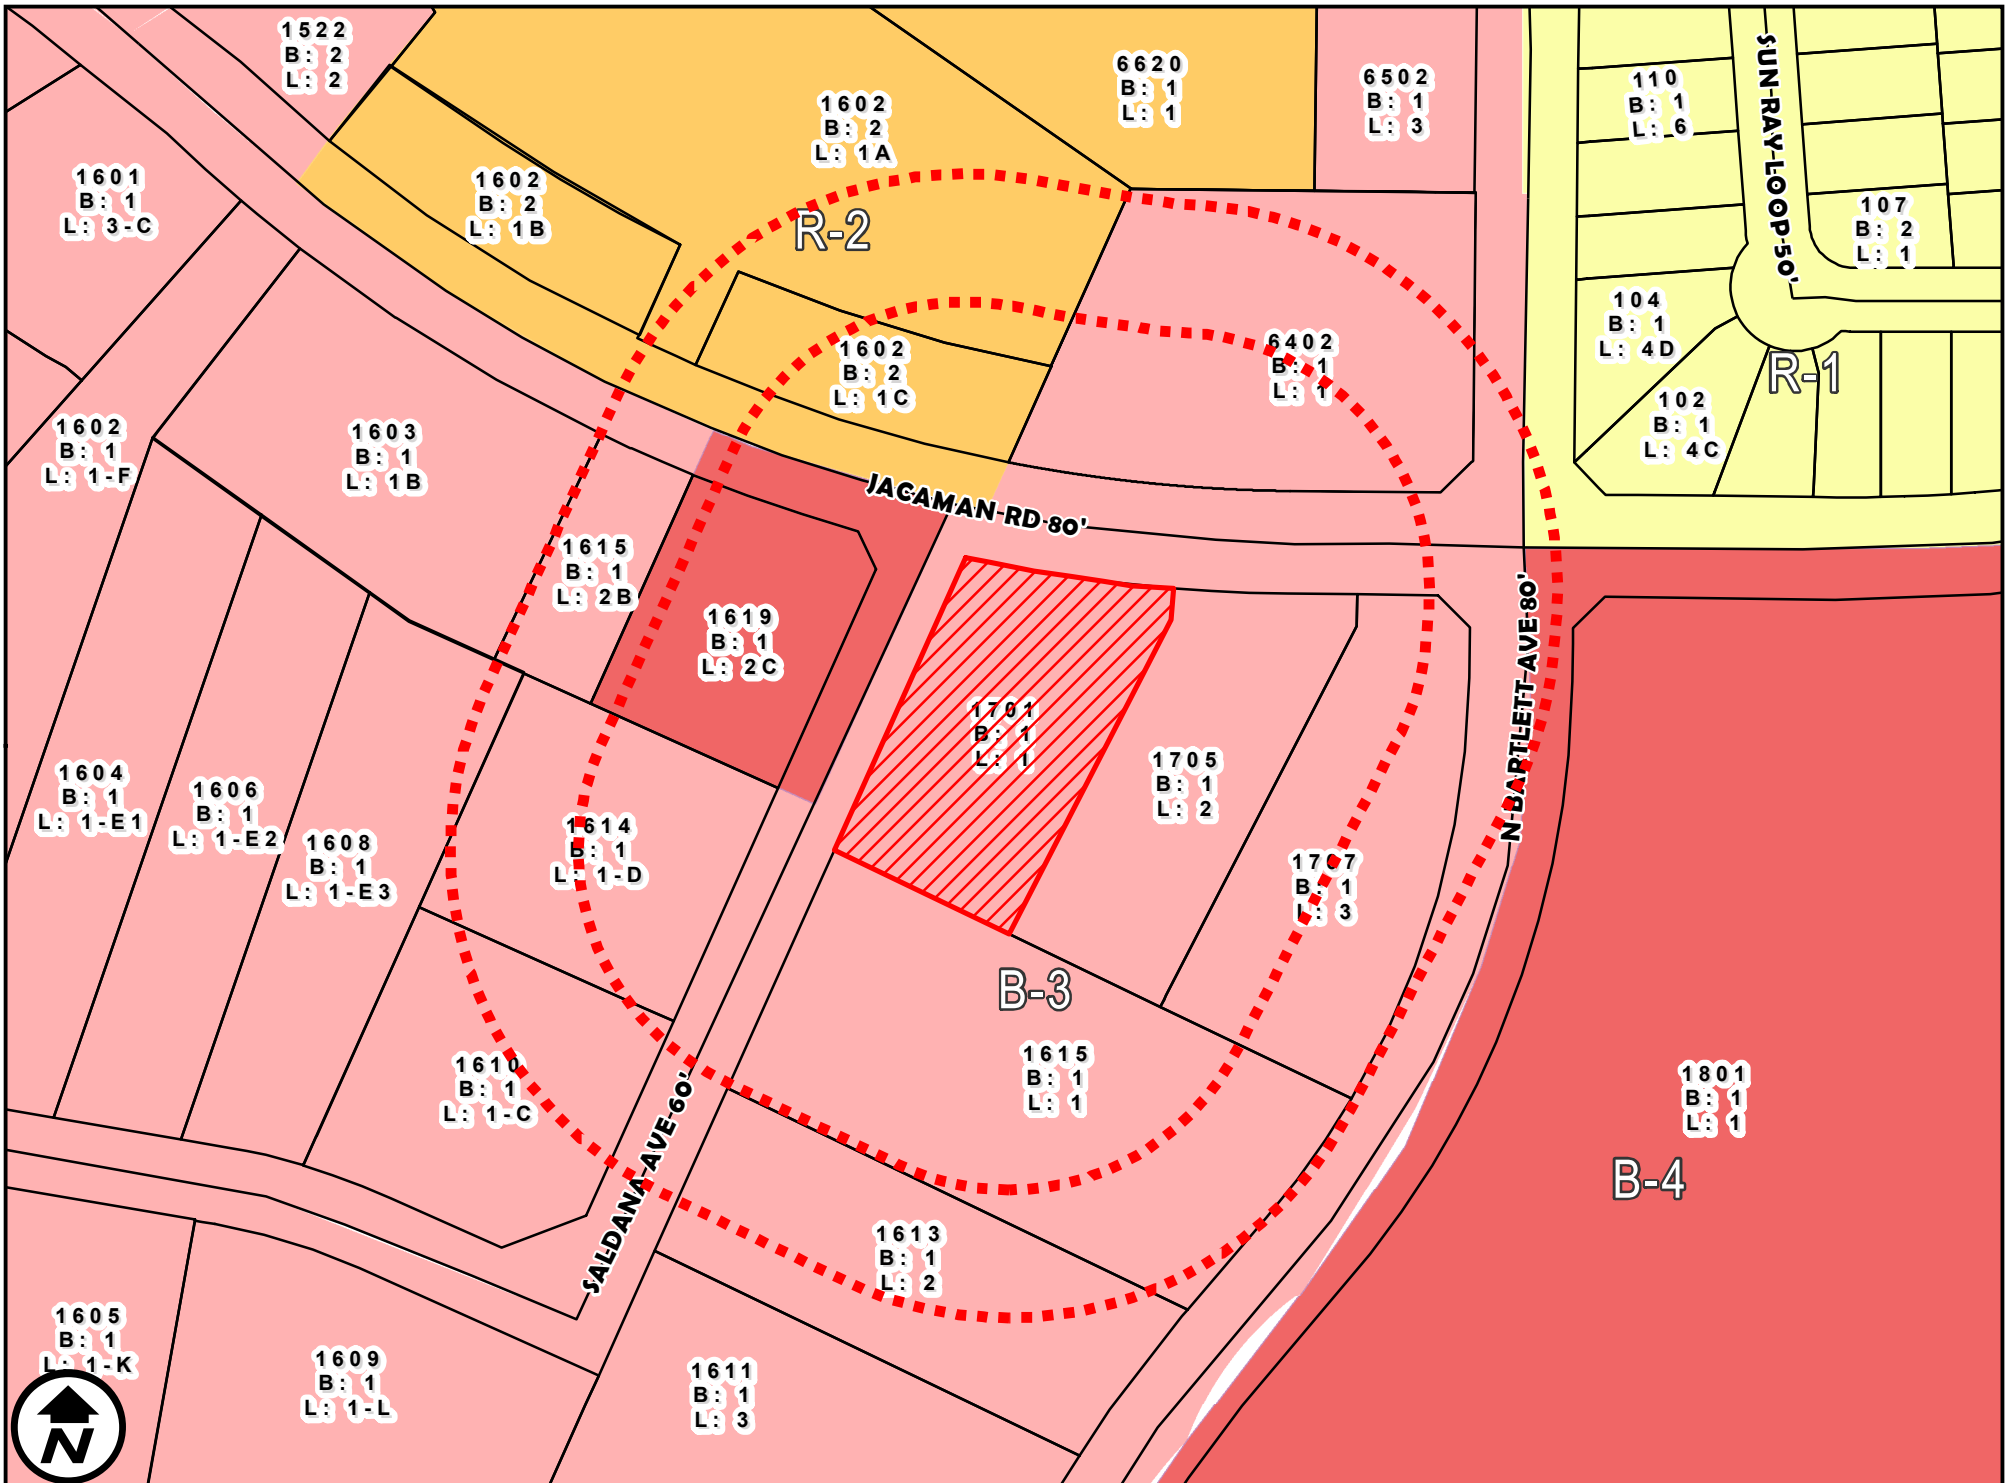 1522
B: 2
L: 2
1602
B: 2
L: 1A
6620
B: 1
L: 1
6502
B: 1
L: 3
110
B: 1
L: 6
SUN RAY LOOP-50'
107
B: 2
L: 1
1601
B: 1
L: 3-C
1602
B: 2
L: 1B
R-2
104
B: 1
L: 4D
R-1
102
B: 1
L: 4C
1602
B: 2
L: 1C
6402
B: 1
L: 1
1602
B: 1
L: 1-F
1603
B: 1
L: 1B
JACAMAN RD 80'
1615
B: 1
L: 2B
1619
B: 1
L: 2C
N BARTLETT AVE 80'
1701
B: 1
L: 1
1705
B: 1
L: 2
1604
B: 1
L: 1-E1
1606
B: 1
L: 1-E2
1608
B: 1
L: 1-E3
1614
B: 1
L: 1-D
1707
B: 1
L: 3
B-3
1610
B: 1
L: 1-C
SALDANA AVE 60'
1615
B: 1
L: 1
1801
B: 1
L: 1
B-4
1613
B: 1
L: 2
1605
B: 1
L: 1-K
1609
B: 1
L: 1-L
1611
B: 1
L: 3
N